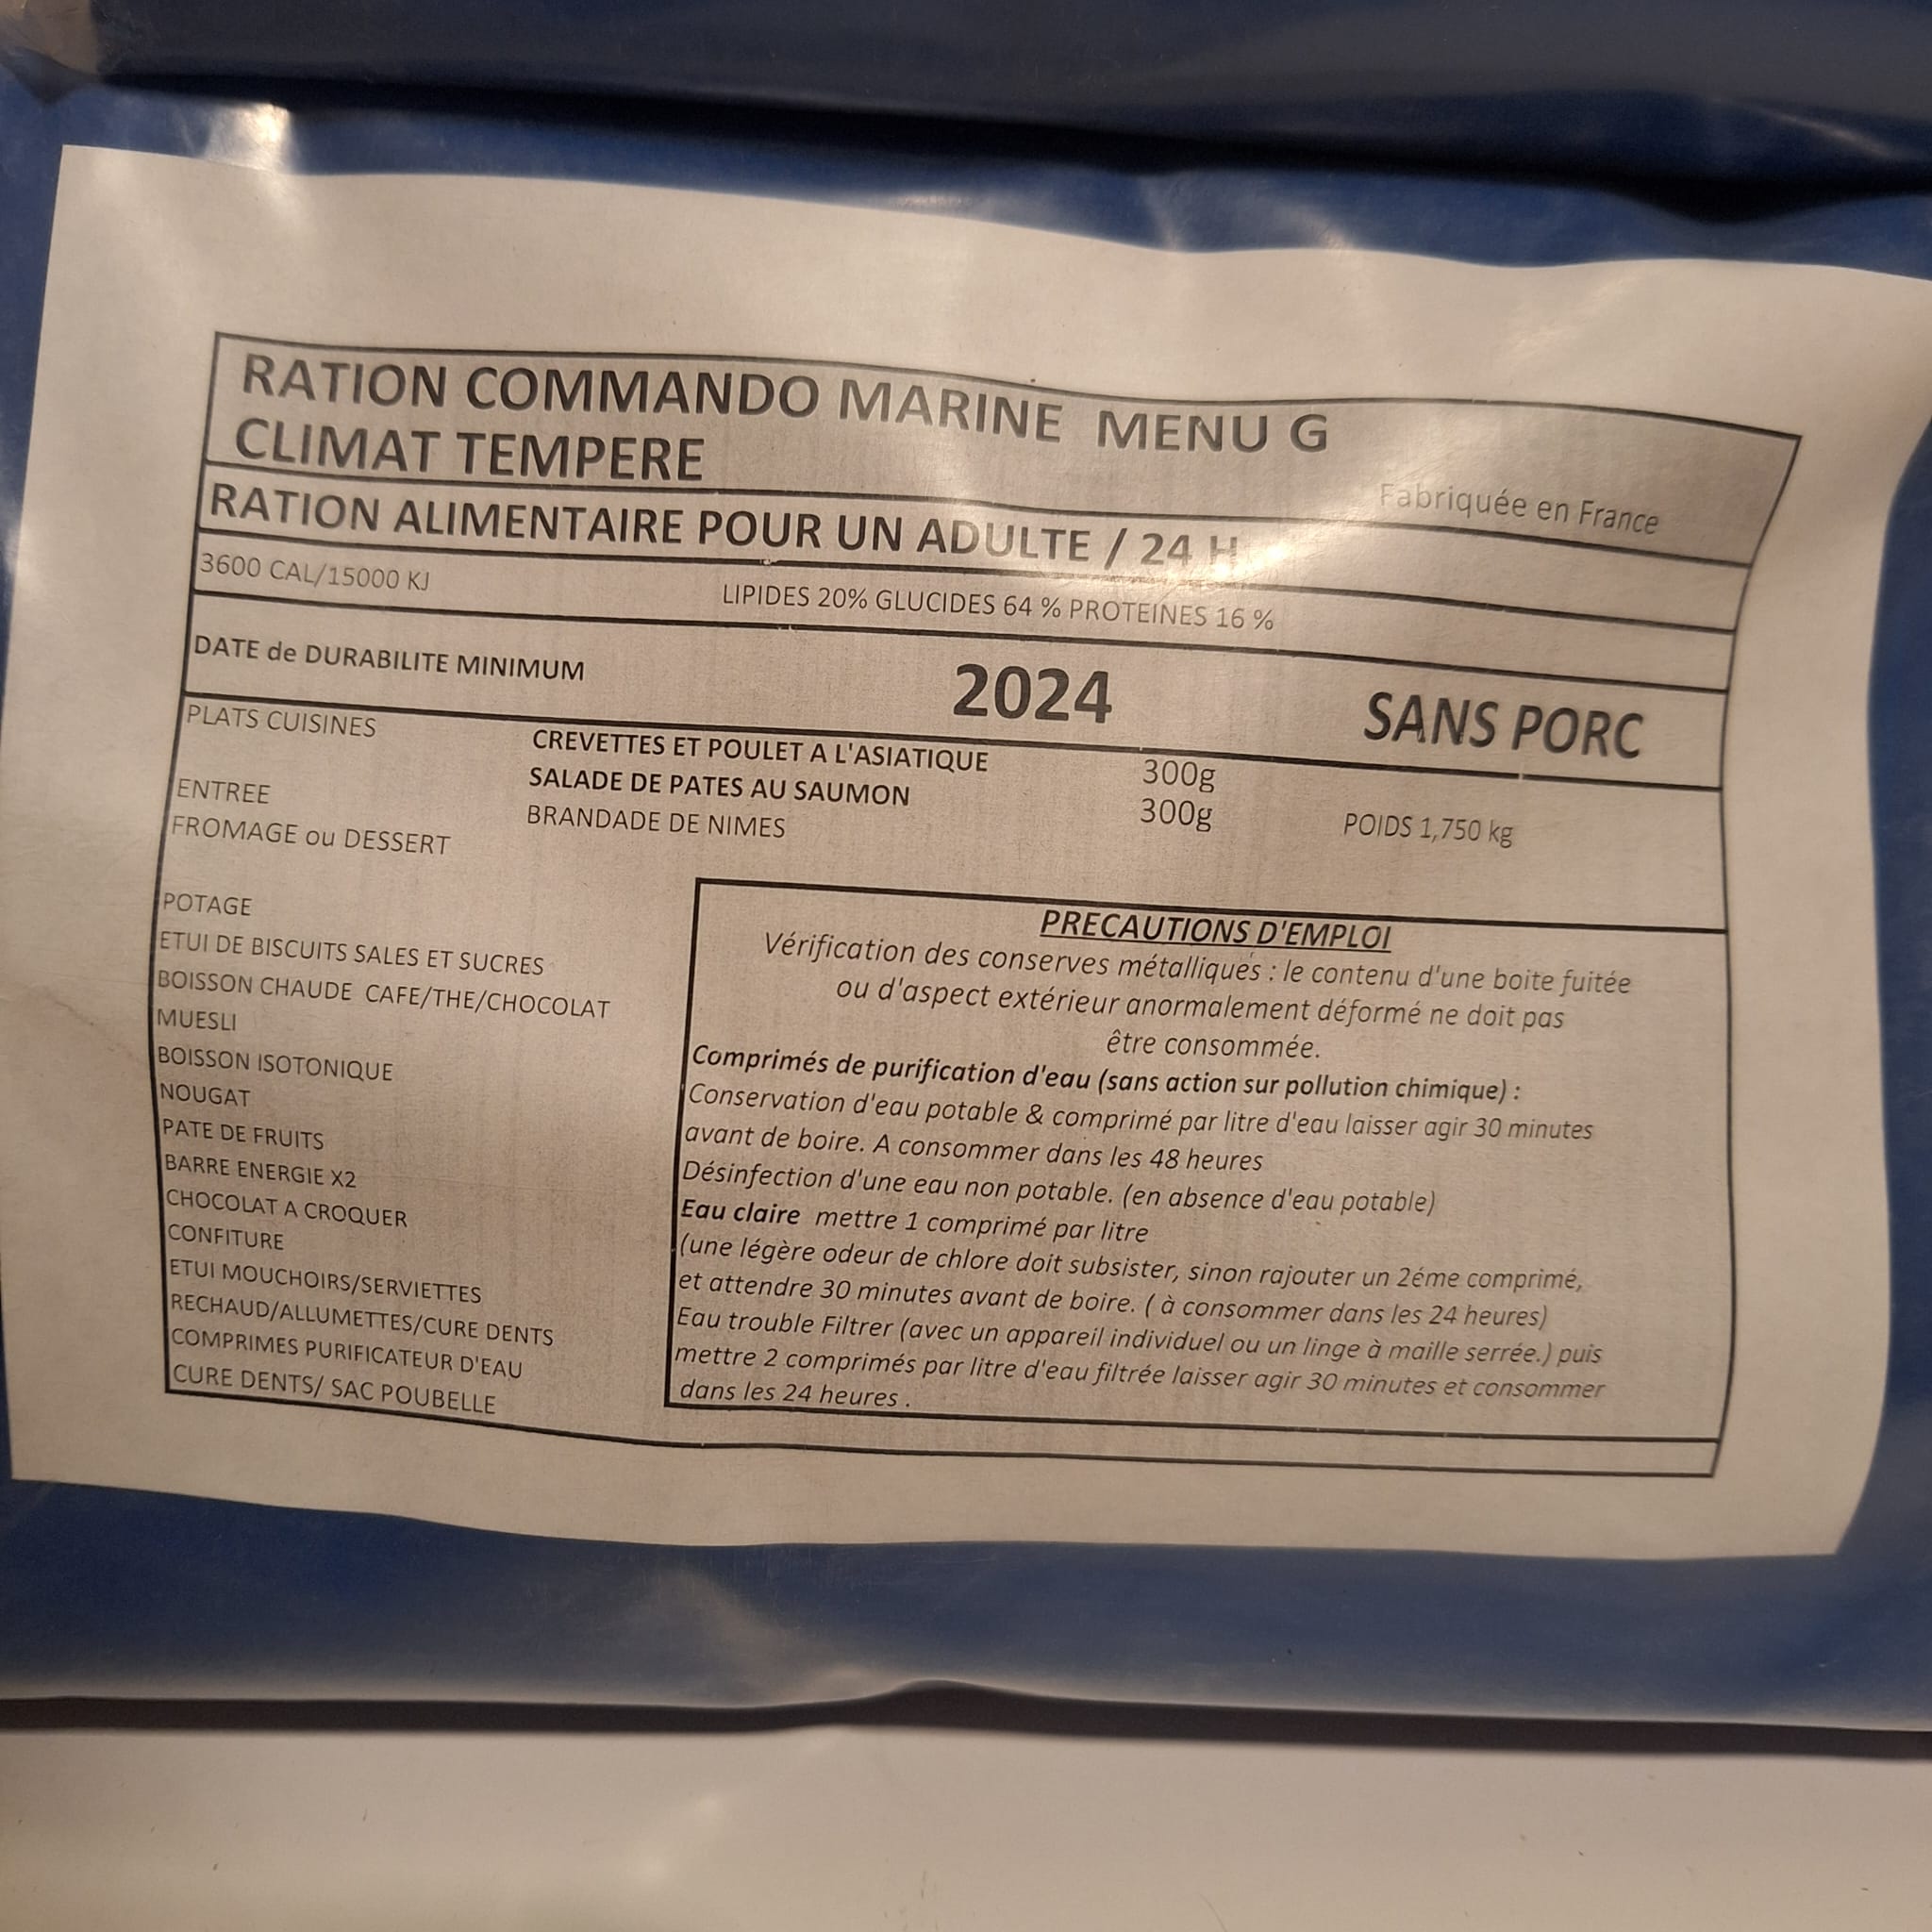 RATION COMMANDO MARINE MENU G
CLIMAT TEMPERE
Fabriquée en France
RATION ALIMENTAIRE POUR UN ADULTE / 24 H
3600 CAL/15000 KJ LIPIDES 20% GLUCIDES 64 % PROTEINES 16 %
DATE de DURABILITE MINIMUM 2024 SANS PORC
PLATS CUISINES CREVETTES ET POULET A L'ASIATIQUE 300g
SALADE DE PATES AU SAUMON 300g
ENTREE BRANDADE DE NIMES POIDS 1,750 kg
FROMAGE ou DESSERT
POTAGE
ETUI DE BISCUITS SALES ET SUCRES
BOISSON CHAUDE CAFE/THE/CHOCOLAT
MUESLI
BOISSON ISOTONIQUE
NOUGAT
PATE DE FRUITS
BARRE ENERGIE X2
CHOCOLAT A CROQUER
CONFITURE
ETUI MOUCHOIRS/SERVIETTES
RECHAUD/ALLUMETTES/CURE DENTS
COMPRIMES PURIFICATEUR D'EAU
CURE DENTS/ SAC POUBELLE
PRECAUTIONS D'EMPLOI
Vérification des conserves métalliques : le contenu d'une boite fuitée
ou d'aspect extérieur anormalement déformé ne doit pas
être consommée.
Comprimés de purification d'eau (sans action sur pollution chimique) :
Conservation d'eau potable & comprimé par litre d'eau laisser agir 30 minutes
avant de boire. A consommer dans les 48 heures
Désinfection d'une eau non potable. (en absence d'eau potable)
Eau claire mettre 1 comprimé par litre
(une légère odeur de chlore doit subsister, sinon rajouter un 2éme comprimé,
et attendre 30 minutes avant de boire. ( à consommer dans les 24 heures)
Eau trouble Filtrer (avec un appareil individuel ou un linge à maille serrée.) puis
mettre 2 comprimés par litre d'eau filtrée laisser agir 30 minutes et consommer
dans les 24 heures .